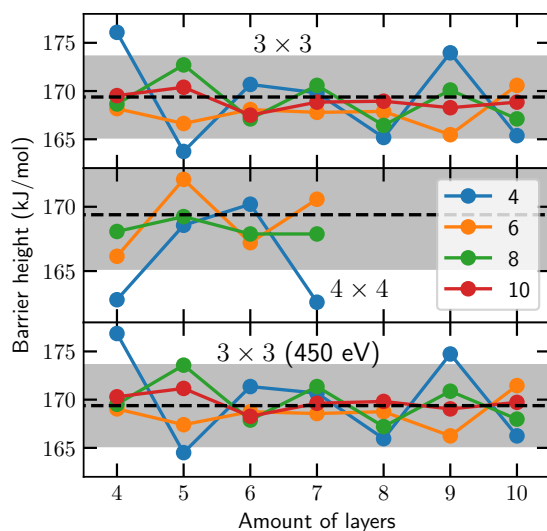 Barrier height (kJ/mol)
175
170
165
3 × 3
170
165
4
6
8
10
4 × 4
175
170
165
3 × 3 (450 eV)
4 5 6 7 8 9 10
Amount of layers